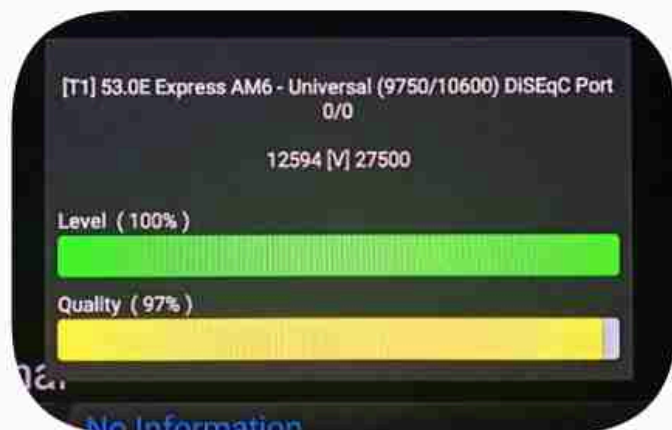 [T1] 53.0E Express AM6 - Universal (9750/10600) DiSEqC Port
0/0
12594 [V] 27500
Level ( 100% )
Quality ( 97% )
No Information